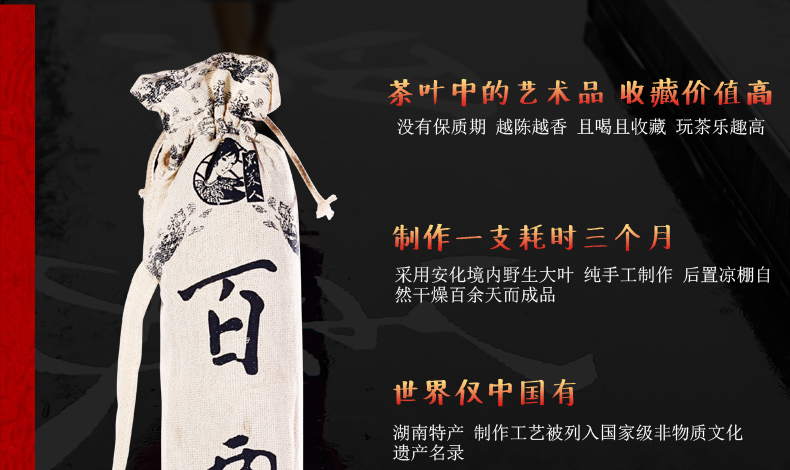 茶叶中的艺术品 收藏价值高
没有保质期 越陈越香 且喝且收藏 玩茶乐趣高
制作一支耗时三个月
采用安化境内野生大叶 纯手工制作 后置凉棚自
然干燥百余天而成品
世界仅中国有
湖南特产 制作工艺被列入国家级非物质文化
遗产名录
百